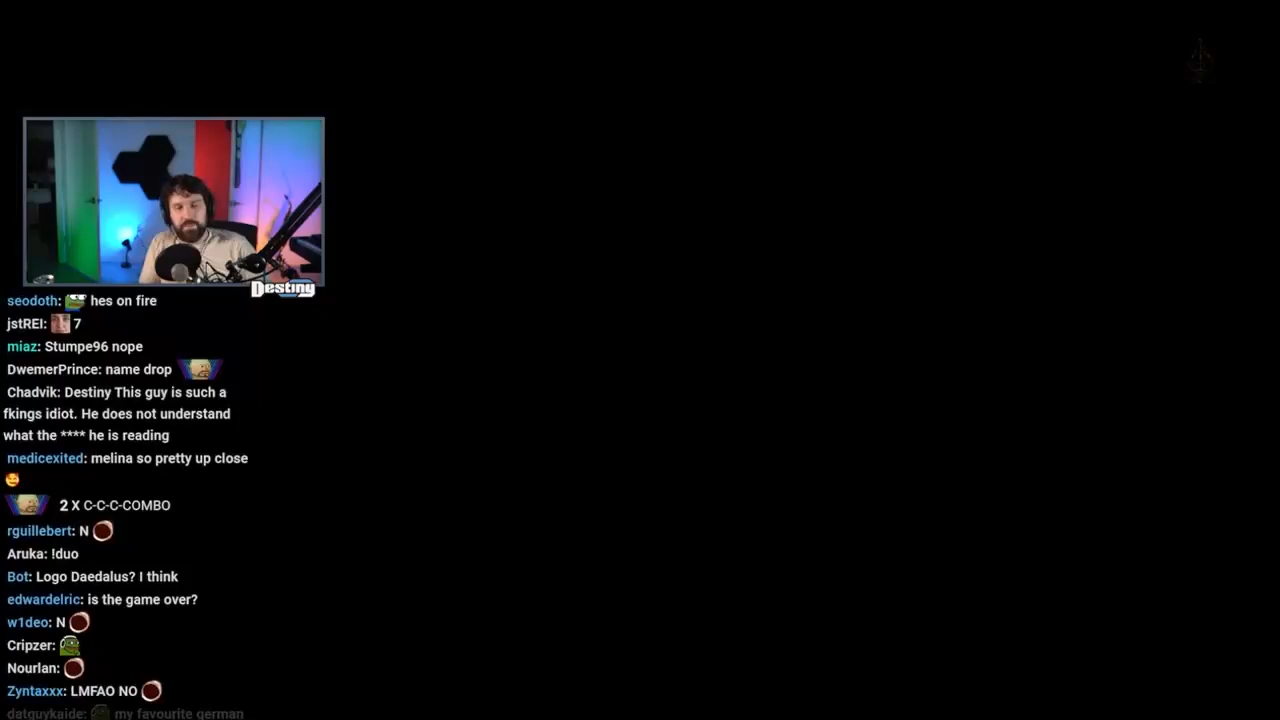 Destiny
seodoth: hes on fire
jstREI: 7
miaz: Stumpe96 nope
DwemerPrince: name drop
Chadvik: Destiny This guy is such a
fkings idiot. He does not understand
what the **** he is reading
medicexited: melina so pretty up close
2 X C-C-C-COMBO
rguillebert: N
Aruka: !duo
Bot: Logo Daedalus? I think
edwardelric: is the game over?
w1deo: N
Cripzer:
Nourlan:
Zyntaxxx: LMFAO NO
datguykaide: my favourite german